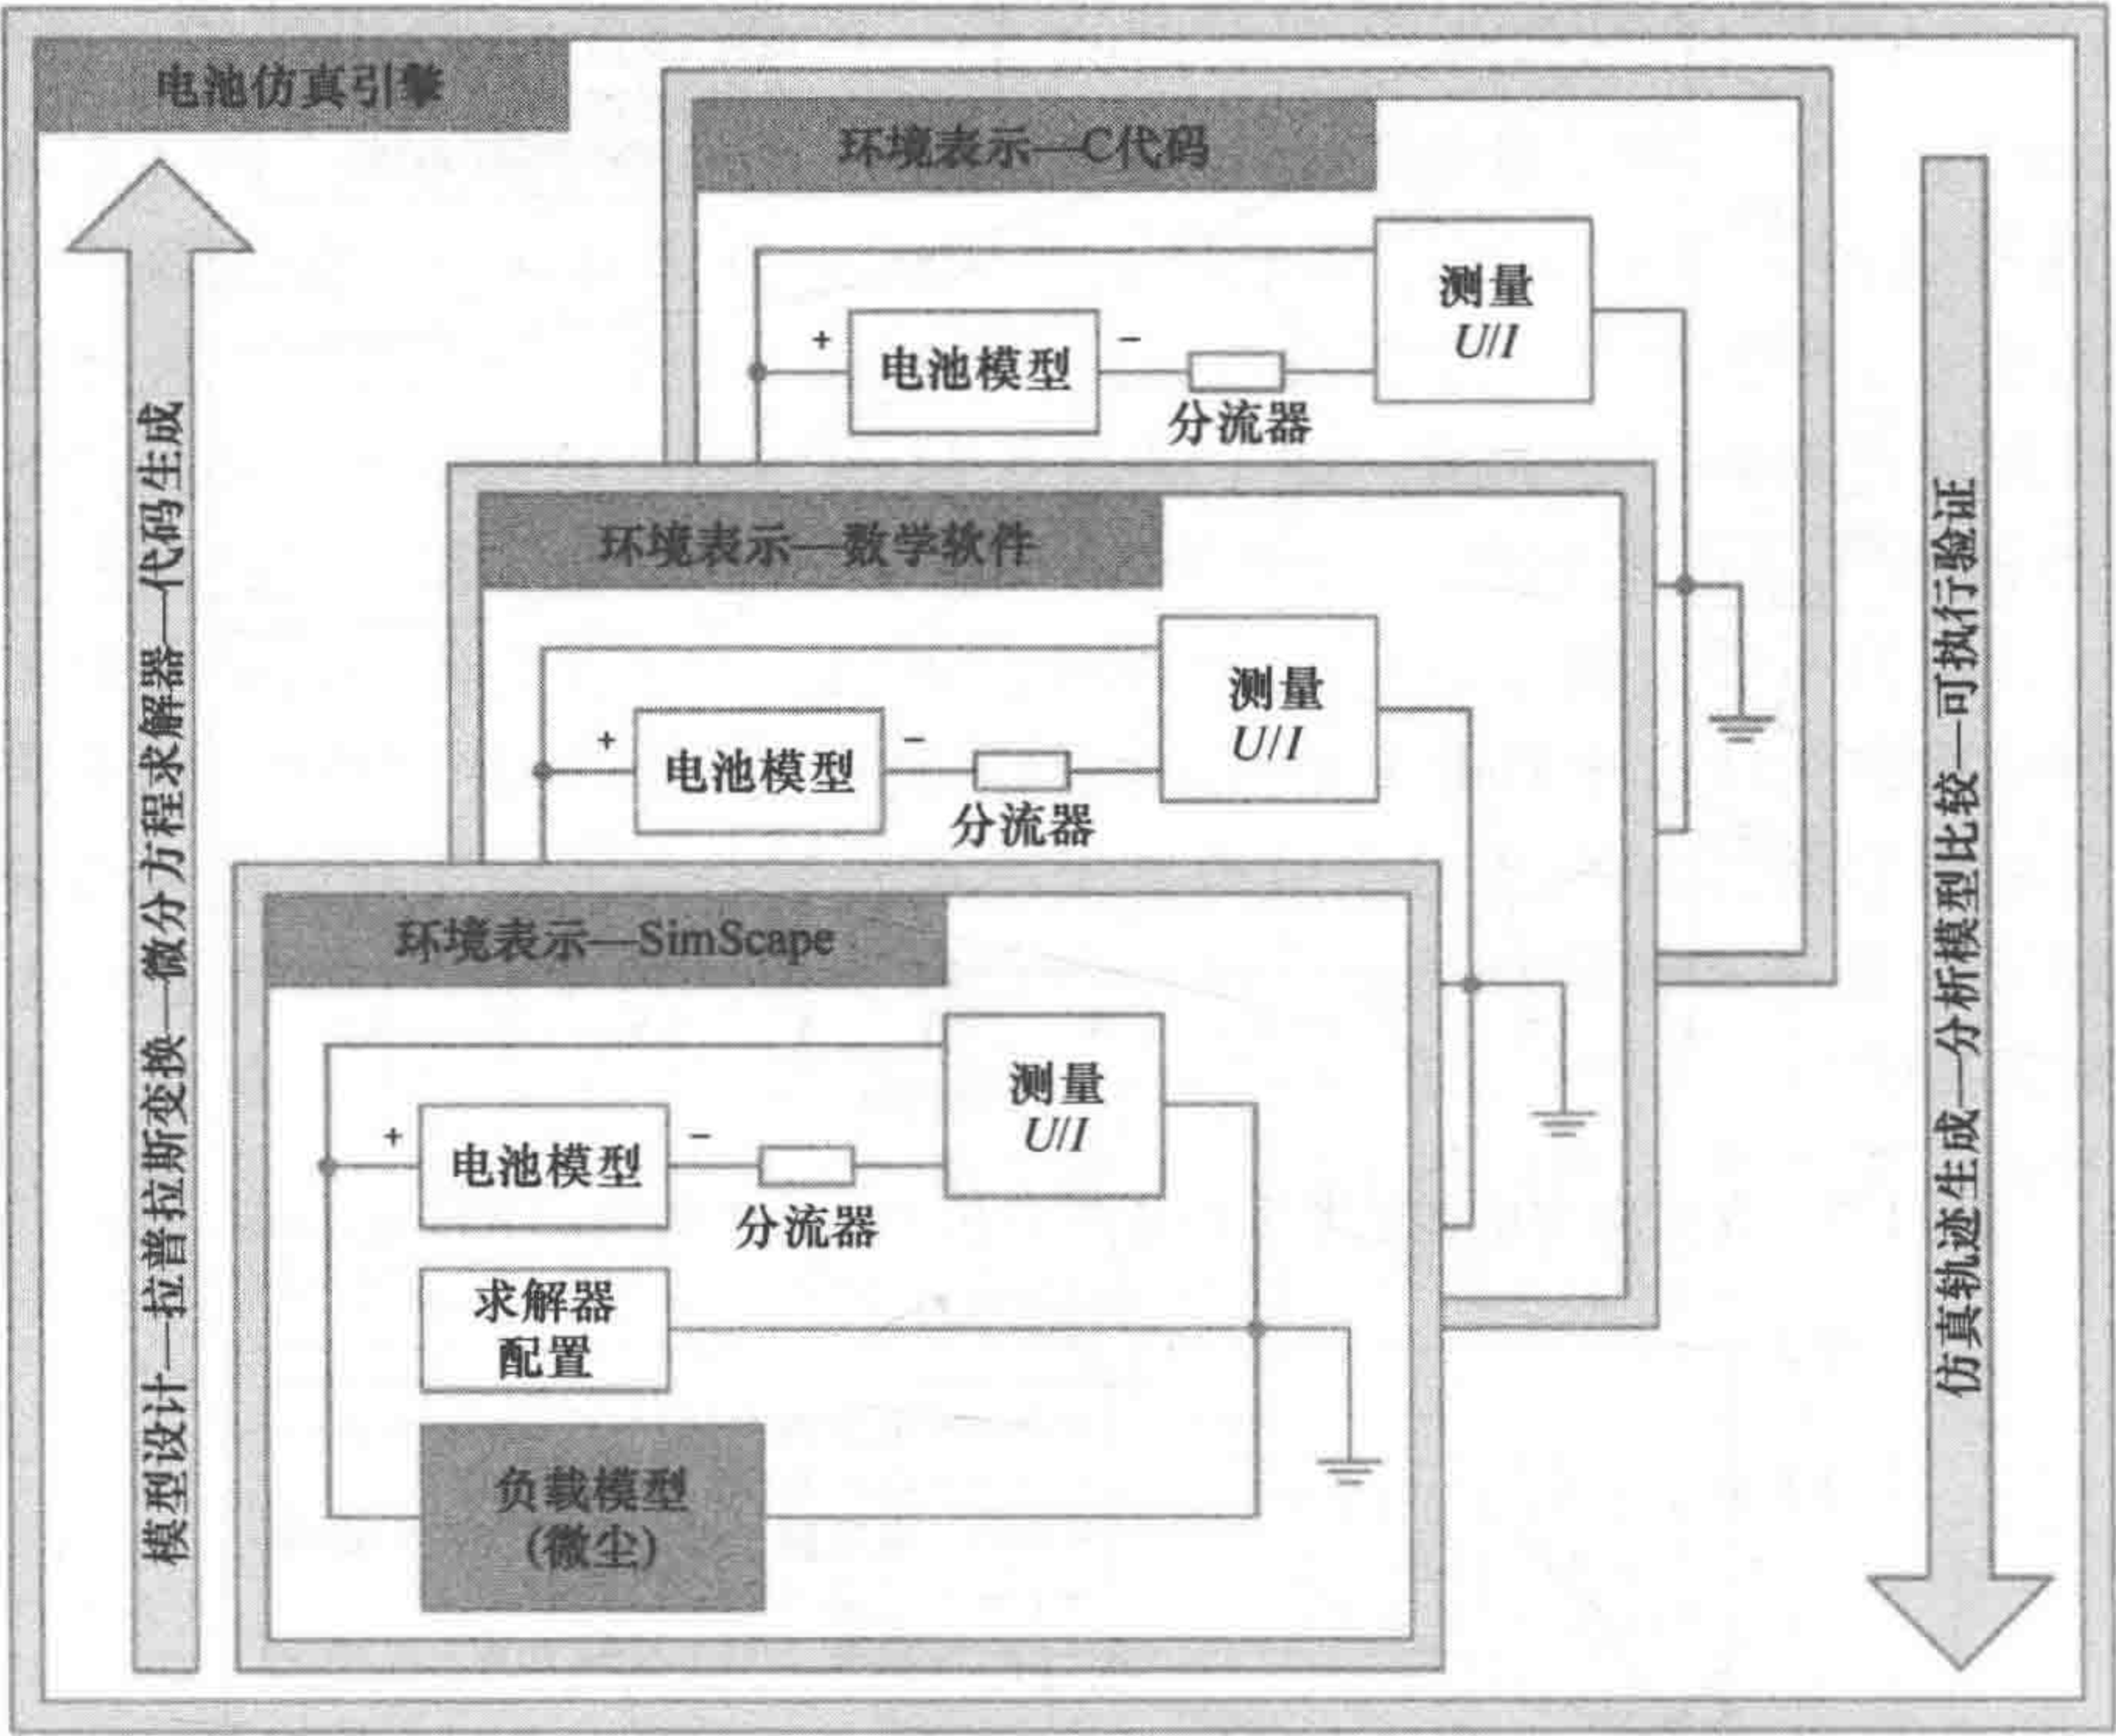 电池仿真引擎
环境表示—C代码
测量
U/I
+
电池模型
−
分流器
环境表示—数学软件
测量
U/I
+
电池模型
−
分流器
环境表示—SimScape
测量
U/I
+
电池模型
−
分流器
求解器
配置
负载模型
(微尘)
模型设计—拉普拉斯变换—微分方程求解器—代码生成
仿真轨迹生成—分析模型比较—可执行验证